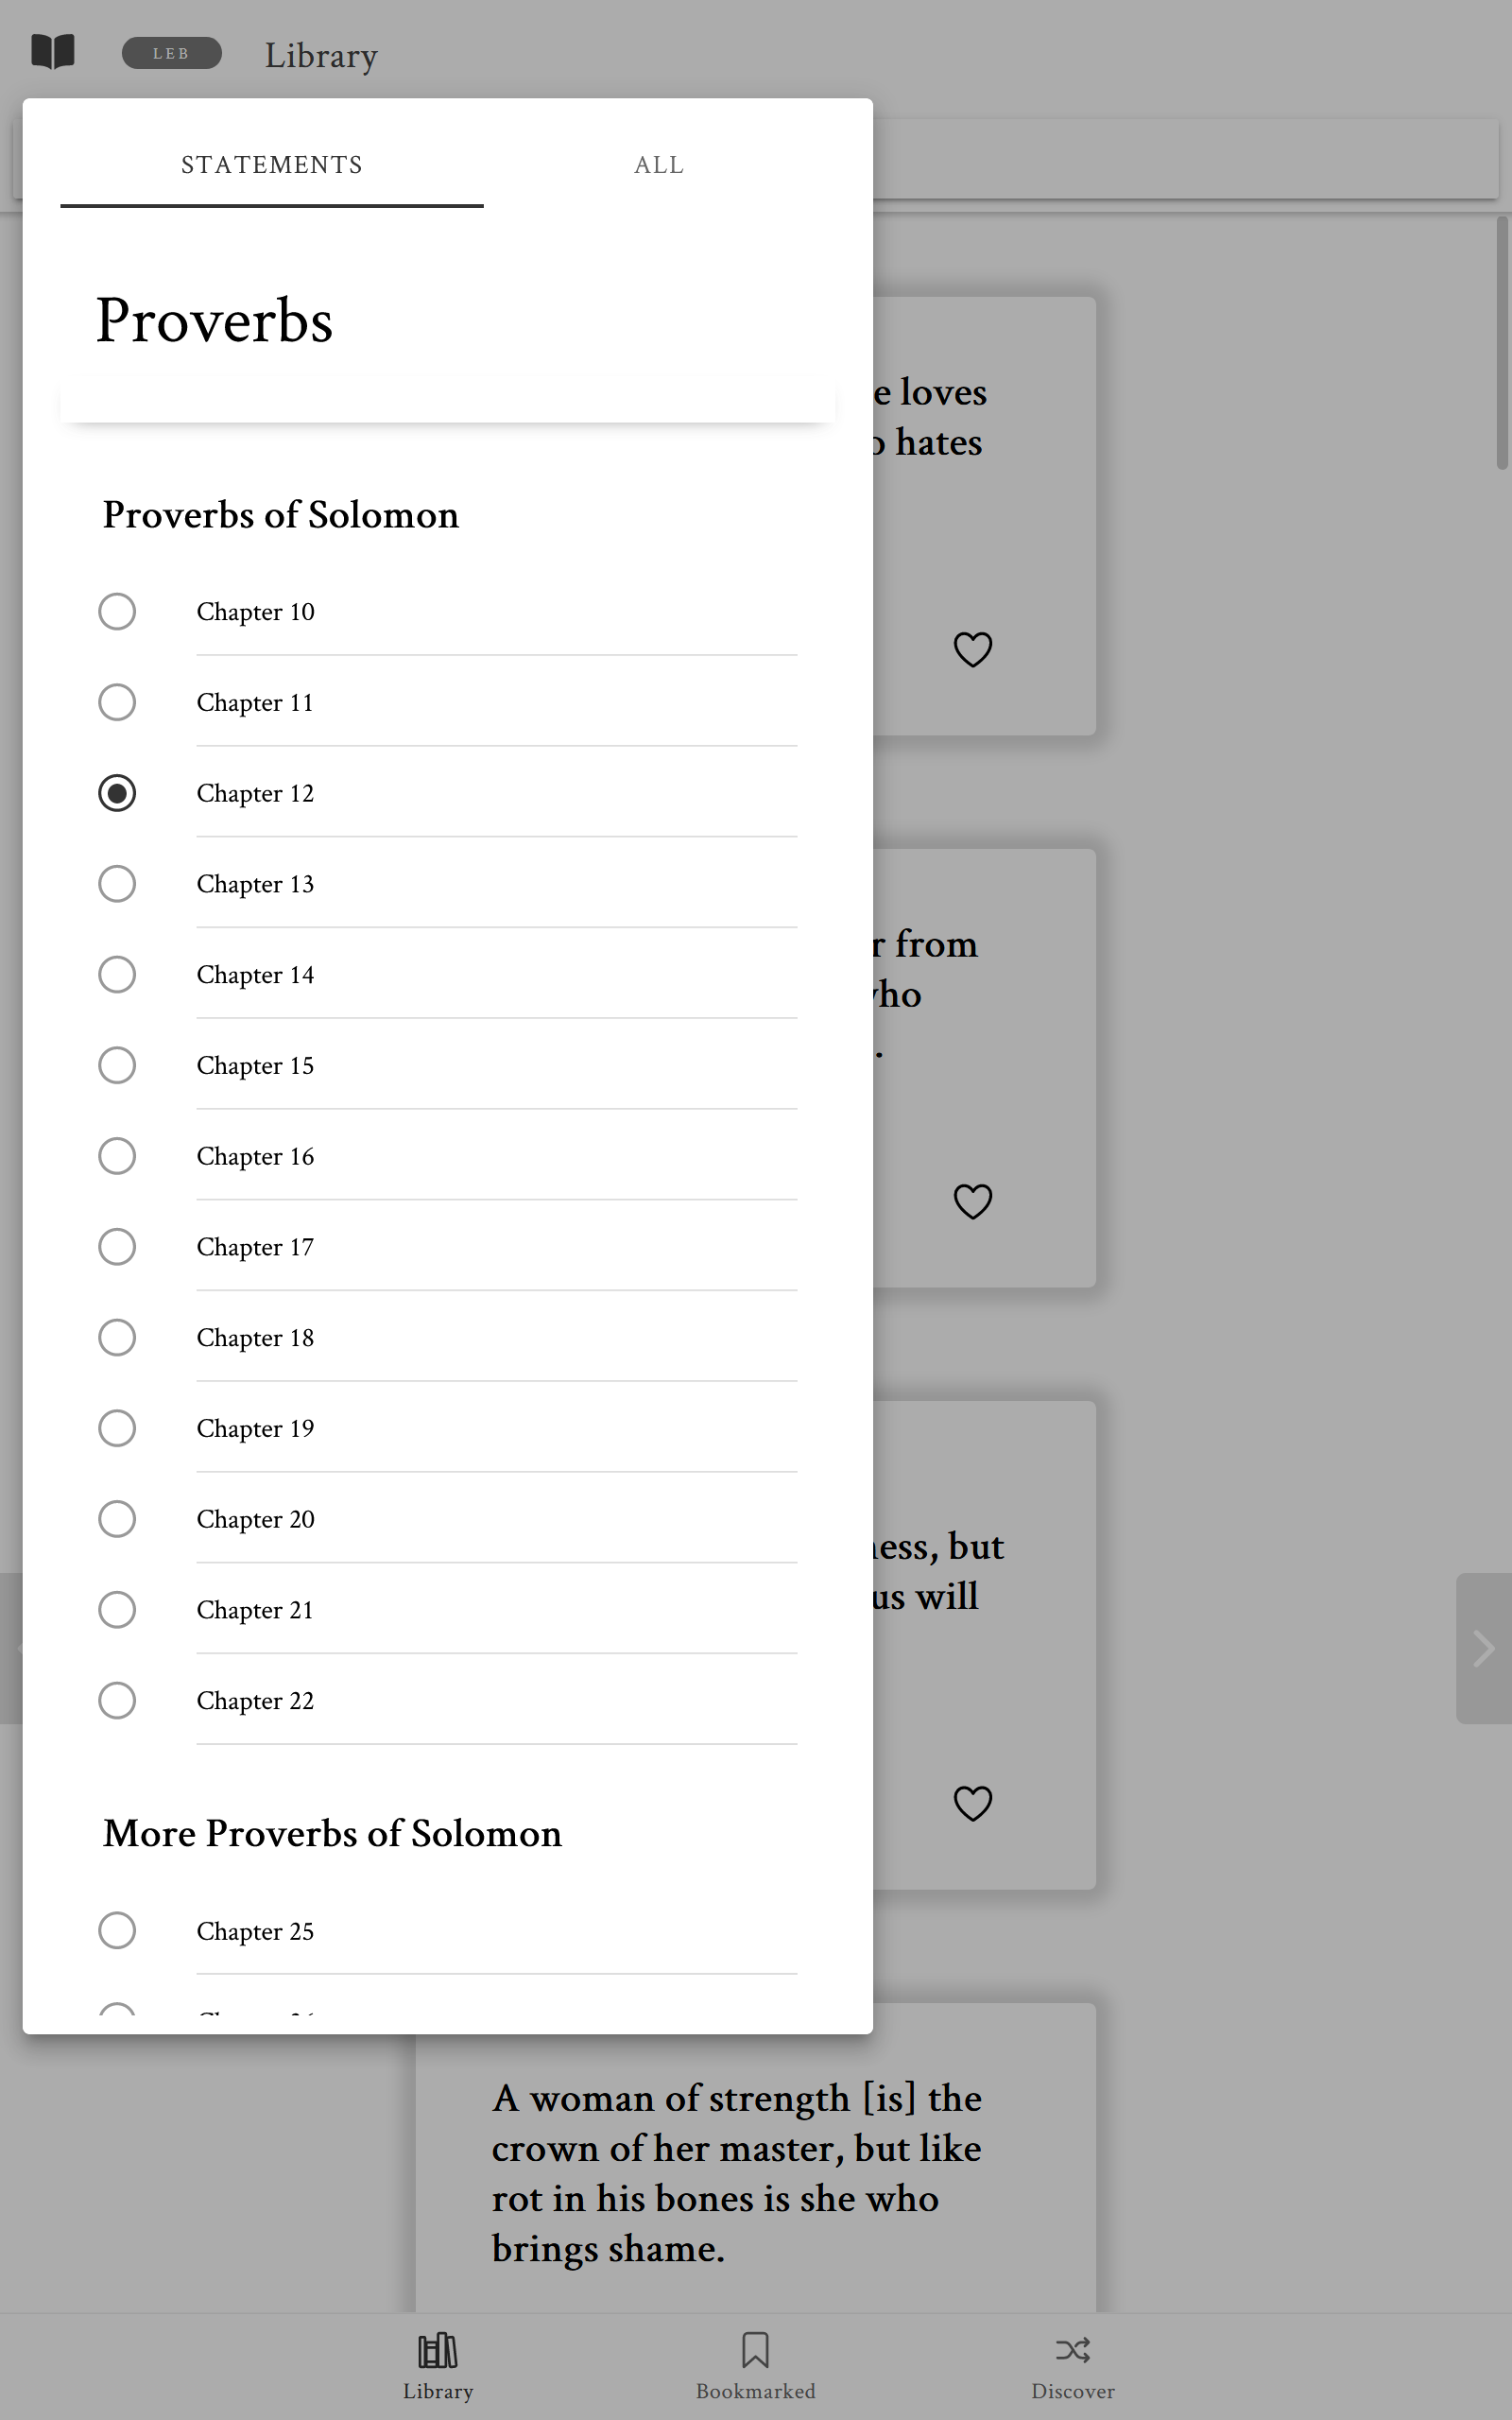 LEB
Library
STATEMENTS
ALL
Proverbs
Proverbs of Solomon
Chapter 10
Chapter 11
Chapter 12
Chapter 13
Chapter 14
Chapter 15
Chapter 16
Chapter 17
Chapter 18
Chapter 19
Chapter 20
Chapter 21
Chapter 22
More Proverbs of Solomon
Chapter 25
loves
hates
from
but
us will
A woman of strength [is] the
crown of her master, but like
rot in his bones is she who
brings shame.
Library
Bookmarked
Discover